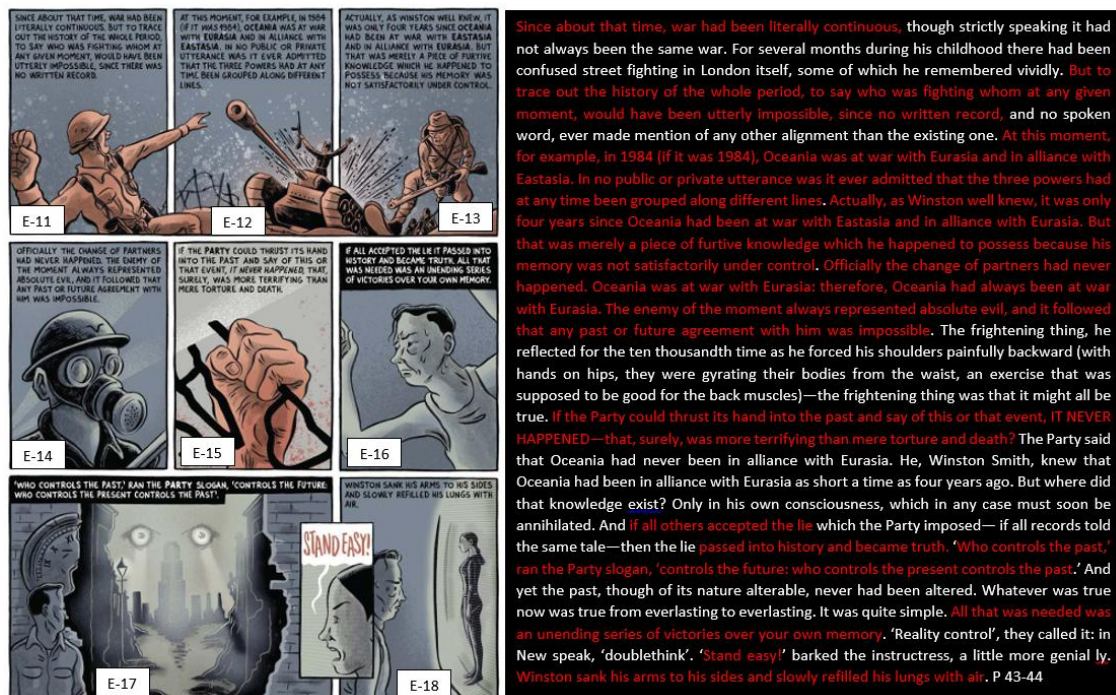 SINCE ABOUT THAT TIME, WAR HAD BEEN
LITERALLY CONTINUOUS. BUT TO TRACE
OUT THE HISTORY OF THE WHOLE PERIOD,
TO SAY WHO WAS FIGHTING WHOM AT
ANY GIVEN MOMENT, WOULD HAVE BEEN
UTTERLY IMPOSSIBLE, SINCE THERE WAS
NO WRITTEN RECORD.
E-11
AT THIS MOMENT, FOR EXAMPLE, IN 1984
(IF IT WAS 1984), OCEANIA WAS AT WAR
WITH EURASIA AND IN ALLIANCE WITH
EASTASIA. IN NO PUBLIC OR PRIVATE
UTTERANCE WAS IT EVER ADMITTED
THAT THE THREE POWERS HAD AT ANY
TIME BEEN GROUPED ALONG DIFFERENT
LINES.
E-12
ACTUALLY, AS WINSTON WELL KNEW, IT
WAS ONLY FOUR YEARS SINCE OCEANIA
HAD BEEN AT WAR WITH EASTASIA
AND IN ALLIANCE WITH EURASIA. BUT
THAT WAS MERELY A PIECE OF FURTIVE
KNOWLEDGE WHICH HE HAPPENED TO
POSSESS BECAUSE HIS MEMORY WAS
NOT SATISFACTORILY UNDER CONTROL.
E-13
OFFICIALLY THE CHANGE OF PARTNERS
HAD NEVER HAPPENED. THE ENEMY OF
THE MOMENT ALWAYS REPRESENTED
ABSOLUTE EVIL, AND IT FOLLOWED THAT
ANY PAST OR FUTURE AGREEMENT WITH
HIM WAS IMPOSSIBLE.
E-14
IF THE PARTY COULD THRUST ITS HAND
INTO THE PAST AND SAY OF THIS OR
THAT EVENT, IT NEVER HAPPENED, THAT,
SURELY, WAS MORE TERRIFYING THAN
MERE TORTURE AND DEATH.
E-15
IF ALL ACCEPTED THE LIE IT PASSED INTO
HISTORY AND BECAME TRUTH. ALL THAT
WAS NEEDED WAS AN UNENDING SERIES
OF VICTORIES OVER YOUR OWN MEMORY.
E-16
'WHO CONTROLS THE PAST,' RAN THE PARTY SLOGAN, 'CONTROLS THE FUTURE:
WHO CONTROLS THE PRESENT CONTROLS THE PAST'.
E-17
WINSTON SANK HIS ARMS TO HIS SIDES
AND SLOWLY REFILLED HIS LUNGS WITH
AIR.
STAND EASY!
E-18
Since about that time, war had been literally continuous, though strictly speaking it had
not always been the same war. For several months during his childhood there had been
confused street fighting in London itself, some of which he remembered vividly. But to
trace out the history of the whole period, to say who was fighting whom at any given
moment, would have been utterly impossible, since no written record, and no spoken
word, ever made mention of any other alignment than the existing one. At this moment,
for example, in 1984 (if it was 1984), Oceania was at war with Eurasia and in alliance with
Eastasia. In no public or private utterance was it ever admitted that the three powers had
at any time been grouped along different lines. Actually, as Winston well knew, it was only
four years since Oceania had been at war with Eastasia and in alliance with Eurasia. But
that was merely a piece of furtive knowledge which he happened to possess because his
memory was not satisfactorily under control. Officially the change of partners had never
happened. Oceania was at war with Eurasia: therefore, Oceania had always been at war
with Eurasia. The enemy of the moment always represented absolute evil, and it followed
that any past or future agreement with him was impossible. The frightening thing, he
reflected for the ten thousandth time as he forced his shoulders painfully backward (with
hands on hips, they were gyrating their bodies from the waist, an exercise that was
supposed to be good for the back muscles)—the frightening thing was that it might all be
true. If the Party could thrust its hand into the past and say of this or that event, IT NEVER
HAPPENED—that, surely, was more terrifying than mere torture and death? The Party said
that Oceania had never been in alliance with Eurasia. He, Winston Smith, knew that
Oceania had been in alliance with Eurasia as short a time as four years ago. But where did
that knowledge exist? Only in his own consciousness, which in any case must soon be
annihilated. And if all others accepted the lie which the Party imposed— if all records told
the same tale—then the lie passed into history and became truth. 'Who controls the past,'
ran the Party slogan, 'controls the future: who controls the present controls the past.' And
yet the past, though of its nature alterable, never had been altered. Whatever was true
now was true from everlasting to everlasting. It was quite simple. All that was needed was
an unending series of victories over your own memory. 'Reality control', they called it: in
New speak, 'doublethink'. 'Stand easy!' barked the instructress, a little more genial ly.
Winston sank his arms to his sides and slowly refilled his lungs with air. P 43-44